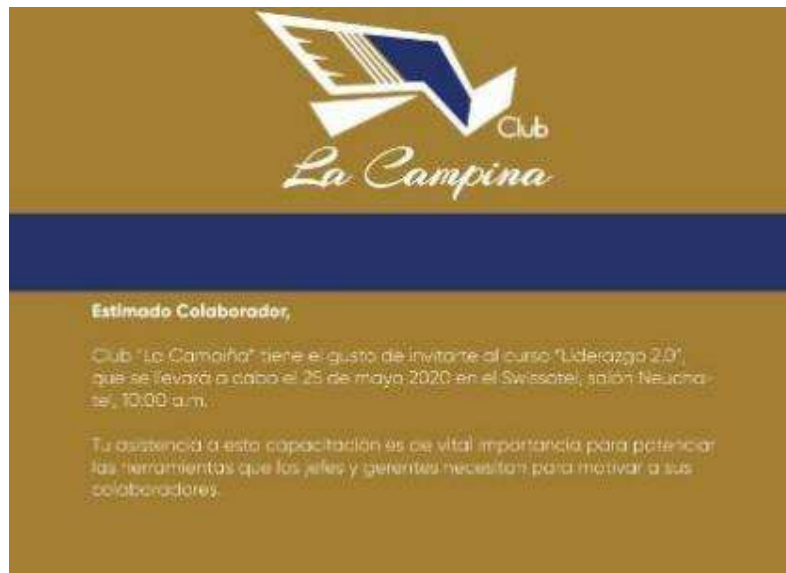 Club
La Campina
Estimado Colaborador,
Club "La Campiña" tiene el gusto de invitarte al curso "Liderazgo 2.0",
que se llevará a cabo el 25 de mayo 2020 en el Swissotel, salón Neucha-
tel, 10:00 a.m.
Tu asistencia a esta capacitación es de vital importancia para potenciar
las herramientas que los jefes y gerentes necesitan para motivar a sus
colaboradores.